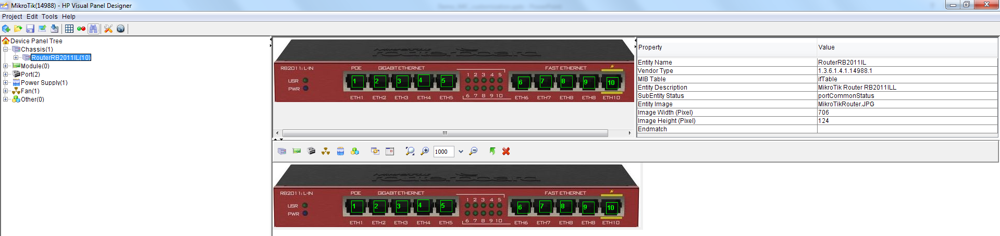 MikroTik(14988) - HP Visual Panel Designer
Project Edit Tools Help
Device Panel Tree
Chassis(1)
RouterRB2011IL(10)
Module(0)
Port(2)
Power Supply(1)
Fan(1)
Other(0)
MikroTik
routerboard
RB2011iL-IN
POE GIGABIT ETHERNET FAST ETHERNET
USR
PWR
1 2 3 4 5
1 2 3 4 5
6 7 8 9 10
6 7 8 9 10
ETH1 ETH2 ETH3 ETH4 ETH5 ETH6 ETH7 ETH8 ETH8 ETH10
Property Value
Entity Name RouterRB2011IL
Vendor Type 1.3.6.1.4.1.14988.1
MIB Table ifTable
Entity Description MikroTik Router RB2011ILL
SubEntity Status portCommonStatus
Entity Image MikroTikRouter.JPG
Image Width (Pixel) 706
Image Height (Pixel) 124
Endmatch
1000
MikroTik
routerboard
RB2011iL-IN
POE GIGABIT ETHERNET FAST ETHERNET
USR
PWR
1 2 3 4 5
1 2 3 4 5
6 7 8 9 10
6 7 8 9 10
ETH1 ETH2 ETH3 ETH4 ETH5 ETH6 ETH7 ETH8 ETH8 ETH10